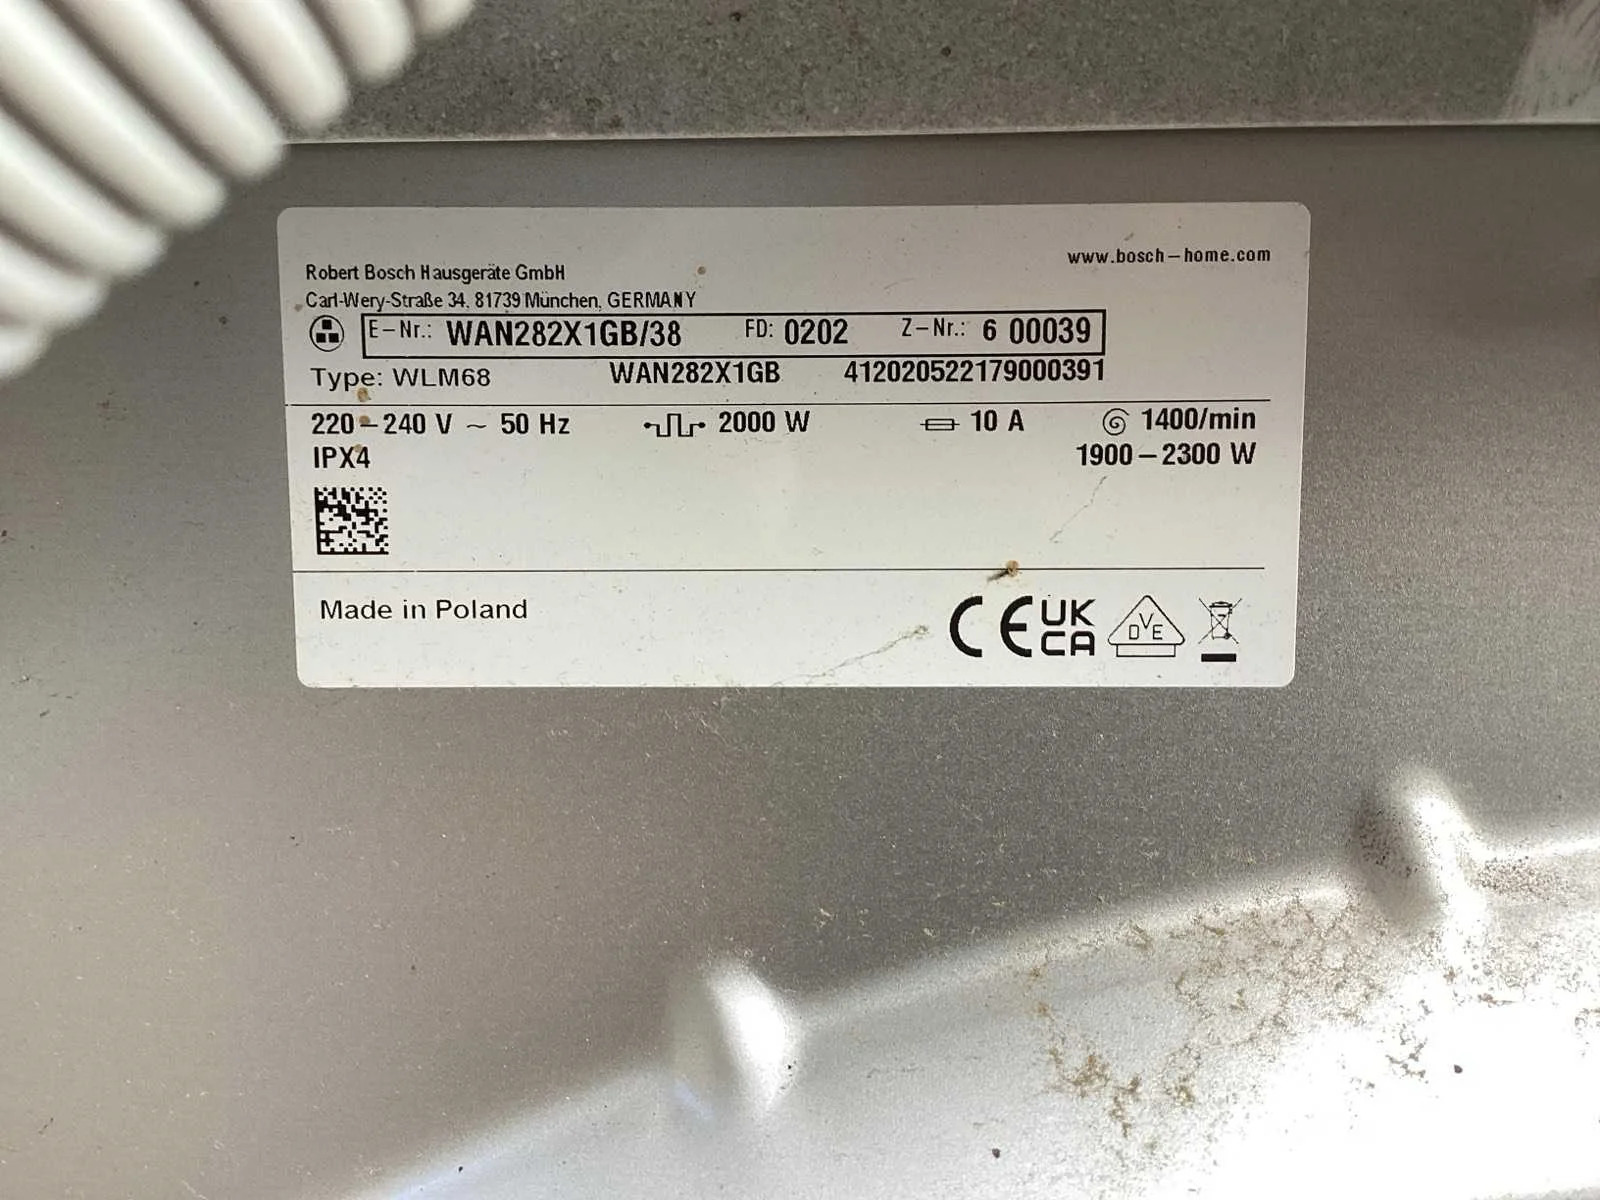 www.bosch-home.com
Robert Bosch Hausgeräte GmbH
Carl-Wery-Straße 34, 81739 München, GERMANY
E-Nr.: WAN282X1GB/38 FD: 0202 Z-Nr.: 6 00039
Type: WLM68 WAN282X1GB 412020522179000391
220-240 V ~ 50 Hz 2000 W 10 A 1400/min
IPX4 1900-2300 W
Made in Poland
CE UK CA DVE